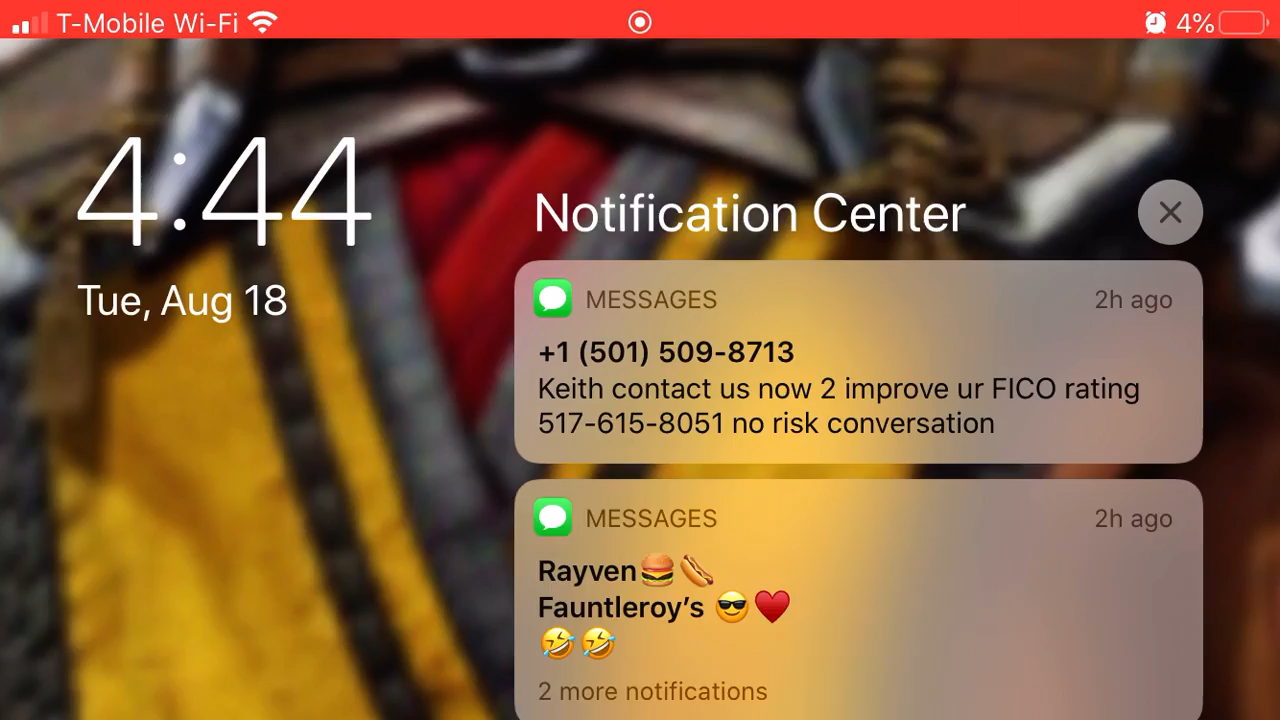 T-Mobile Wi-Fi
4%
4:44
Tue, Aug 18
Notification Center
MESSAGES
2h ago
+1 (501) 509-8713
Keith contact us now 2 improve ur FICO rating
517-615-8051 no risk conversation
MESSAGES
2h ago
Rayven🍔🌭
Fauntleroy’s 😎♥️
🤣🤣
2 more notifications